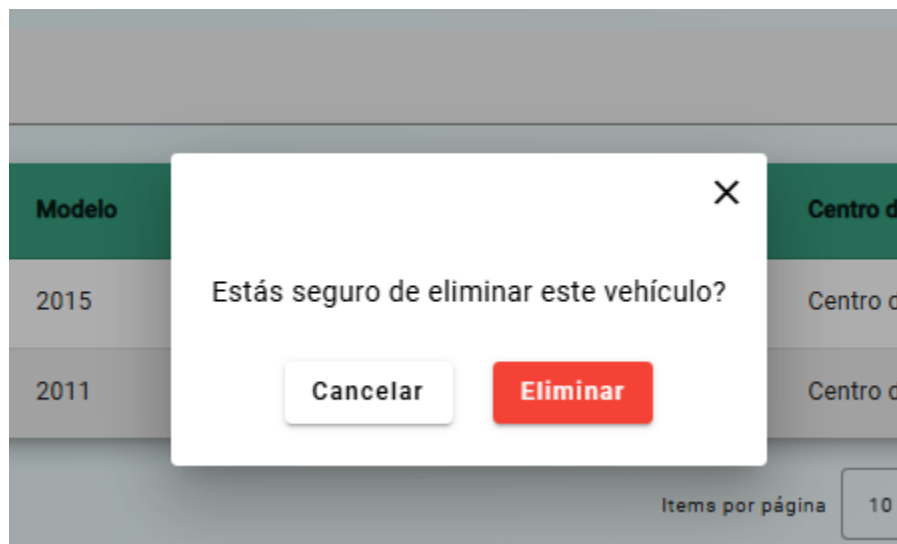 Modelo
Centro d
Estás seguro de eliminar este vehículo?
2015
Centro d
Cancelar
Eliminar
2011
Centro d
Items por página
10